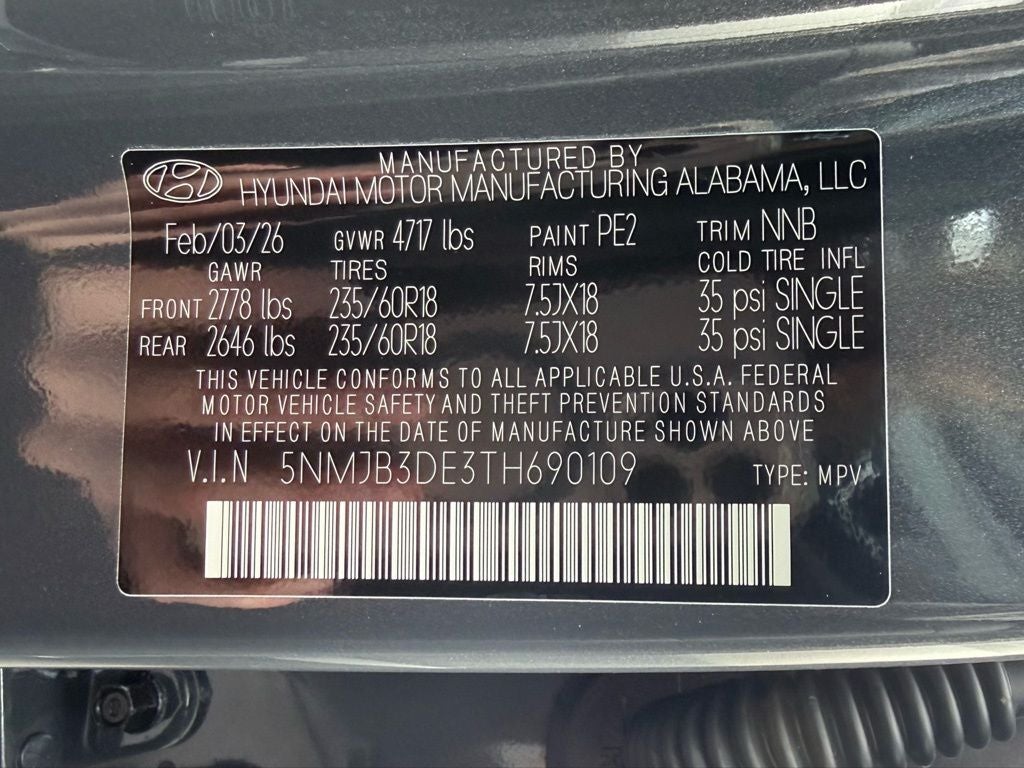 MANUFACTURED BY
HYUNDAI MOTOR MANUFACTURING ALABAMA, LLC
Feb/03/26 GVWR 4717 lbs PAINT PE2 TRIM NNB
GAWR TIRES RIMS COLD TIRE INFL
FRONT 2778 lbs 235/60R18 7.5JX18 35 psi SINGLE
REAR 2646 lbs 235/60R18 7.5JX18 35 psi SINGLE
THIS VEHICLE CONFORMS TO ALL APPLICABLE U.S.A. FEDERAL
MOTOR VEHICLE SAFETY AND THEFT PREVENTION STANDARDS
IN EFFECT ON THE DATE OF MANUFACTURE SHOWN ABOVE
V.I.N 5NMJB3DE3TH690109 TYPE: MPV